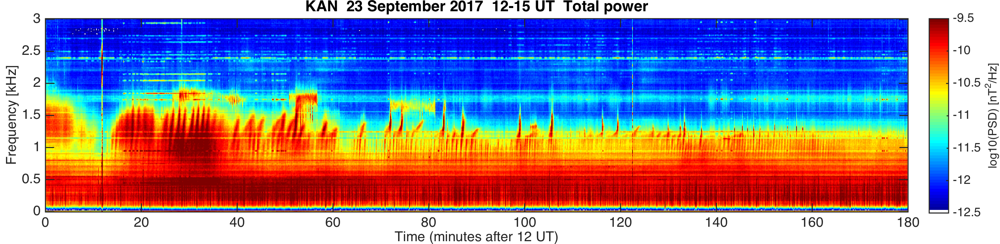 KAN 23 September 2017 12-15 UT Total power
Frequency [kHz]
3
2.5
2
1.5
1
0.5
0
0 20 40 60 80 100 120 140 160 180
Time (minutes after 12 UT)
-9.5
-10
-10.5
-11
-11.5
-12
-12.5
log10(PSD) [nT²/Hz]